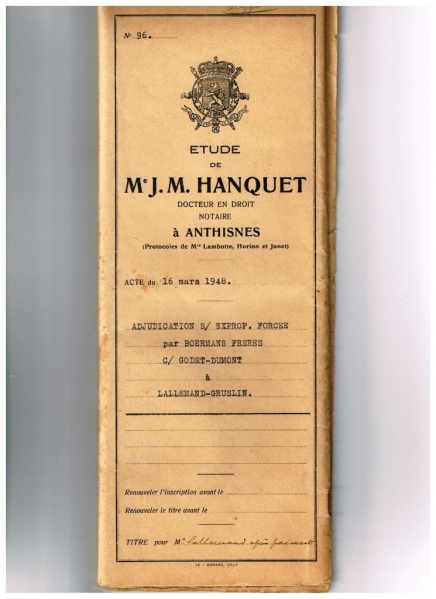 N° 96.
ETUDE
DE
Mᵉ J. M. HANQUET
DOCTEUR EN DROIT
NOTAIRE
à ANTHISNES
(Protocoles de Mᵗʳˢ Lambotte, Horion et Jonet)
ACTE du 16 mars 1948.
ADJUDICATION S/ EXPROP. FORCEE
par BOERMANS FRERES
C/ GODET-DUMONT
à
LALLEMAND-GRUSLIN.
Renouveler l'inscription avant le
Renouveler le titre avant le
TITRE pour Mʳ Lallemand